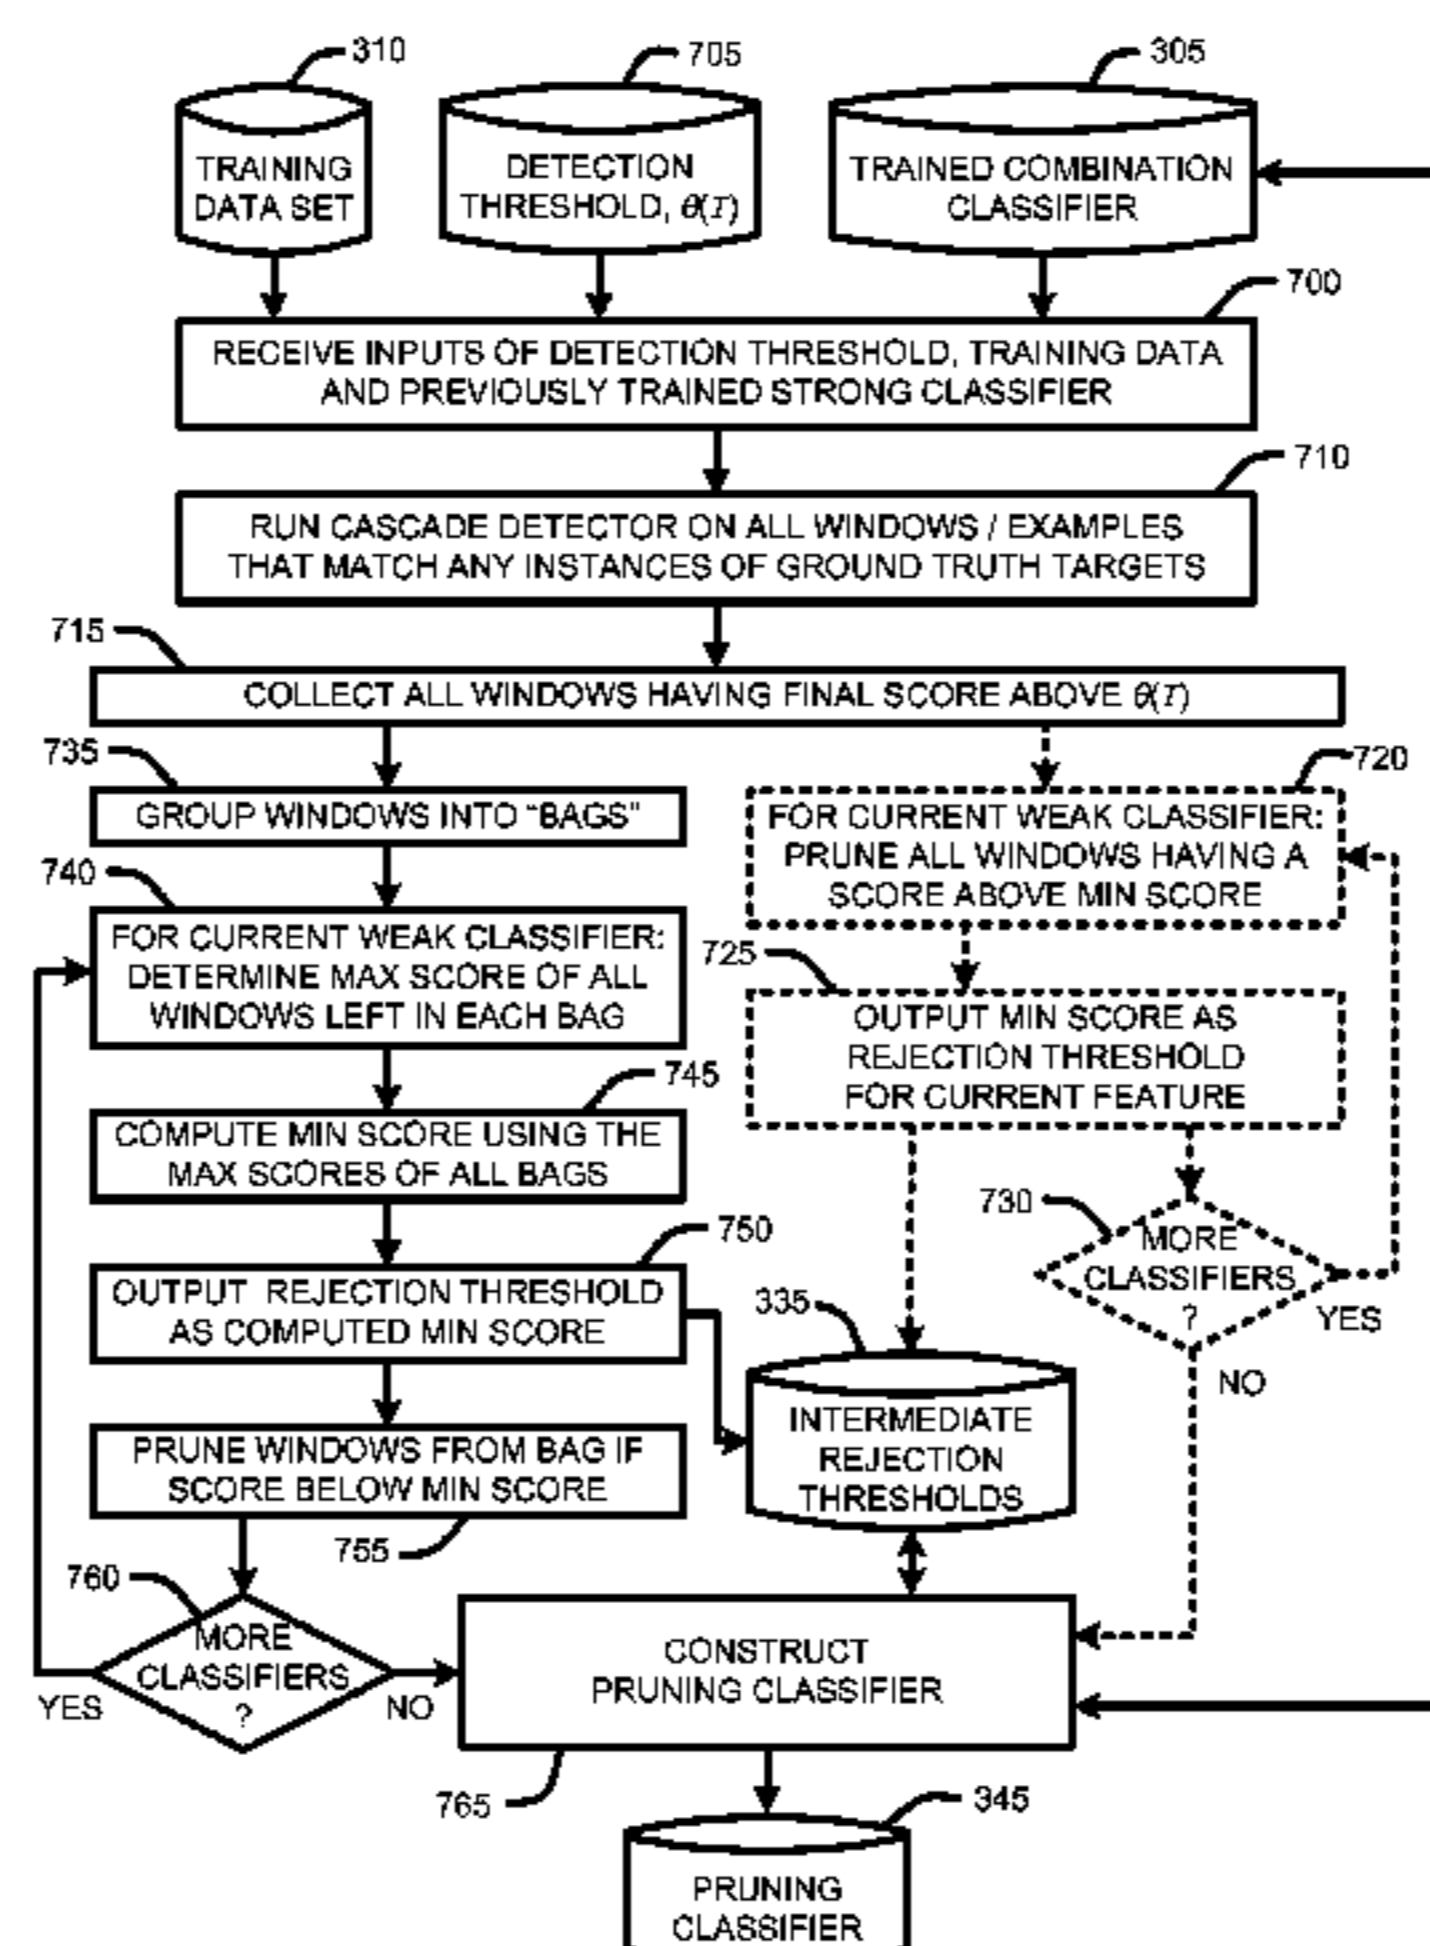 310
705
305
TRAINING
DATA SET
DETECTION
THRESHOLD, θ(T)
TRAINED COMBINATION
CLASSIFIER
700
RECEIVE INPUTS OF DETECTION THRESHOLD, TRAINING DATA
AND PREVIOUSLY TRAINED STRONG CLASSIFIER
710
RUN CASCADE DETECTOR ON ALL WINDOWS / EXAMPLES
THAT MATCH ANY INSTANCES OF GROUND TRUTH TARGETS
715
COLLECT ALL WINDOWS HAVING FINAL SCORE ABOVE θ(T)
735
GROUP WINDOWS INTO “BAGS”
720
FOR CURRENT WEAK CLASSIFIER:
PRUNE ALL WINDOWS HAVING A
SCORE ABOVE MIN SCORE
740
FOR CURRENT WEAK CLASSIFIER:
DETERMINE MAX SCORE OF ALL
WINDOWS LEFT IN EACH BAG
725
OUTPUT MIN SCORE AS
REJECTION THRESHOLD
FOR CURRENT FEATURE
745
COMPUTE MIN SCORE USING THE
MAX SCORES OF ALL BAGS
730
MORE
CLASSIFIERS
?
YES
NO
750
OUTPUT REJECTION THRESHOLD
AS COMPUTED MIN SCORE
335
INTERMEDIATE
REJECTION
THRESHOLDS
PRUNE WINDOWS FROM BAG IF
SCORE BELOW MIN SCORE
755
760
MORE
CLASSIFIERS
?
YES
NO
CONSTRUCT
PRUNING CLASSIFIER
765
345
PRUNING
CLASSIFIER